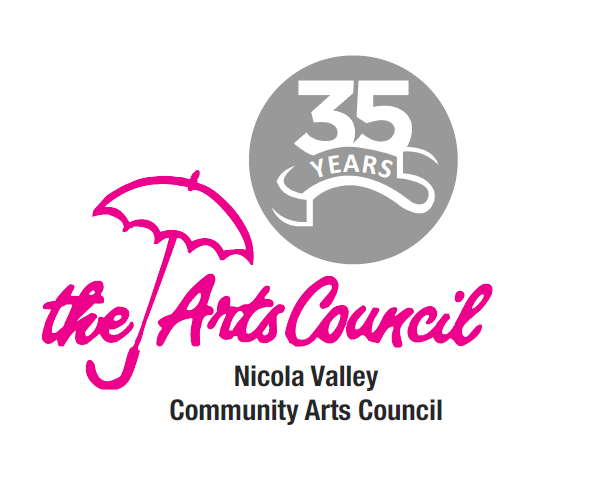 35
YEARS
the Arts Council
Nicola Valley
Community Arts Council